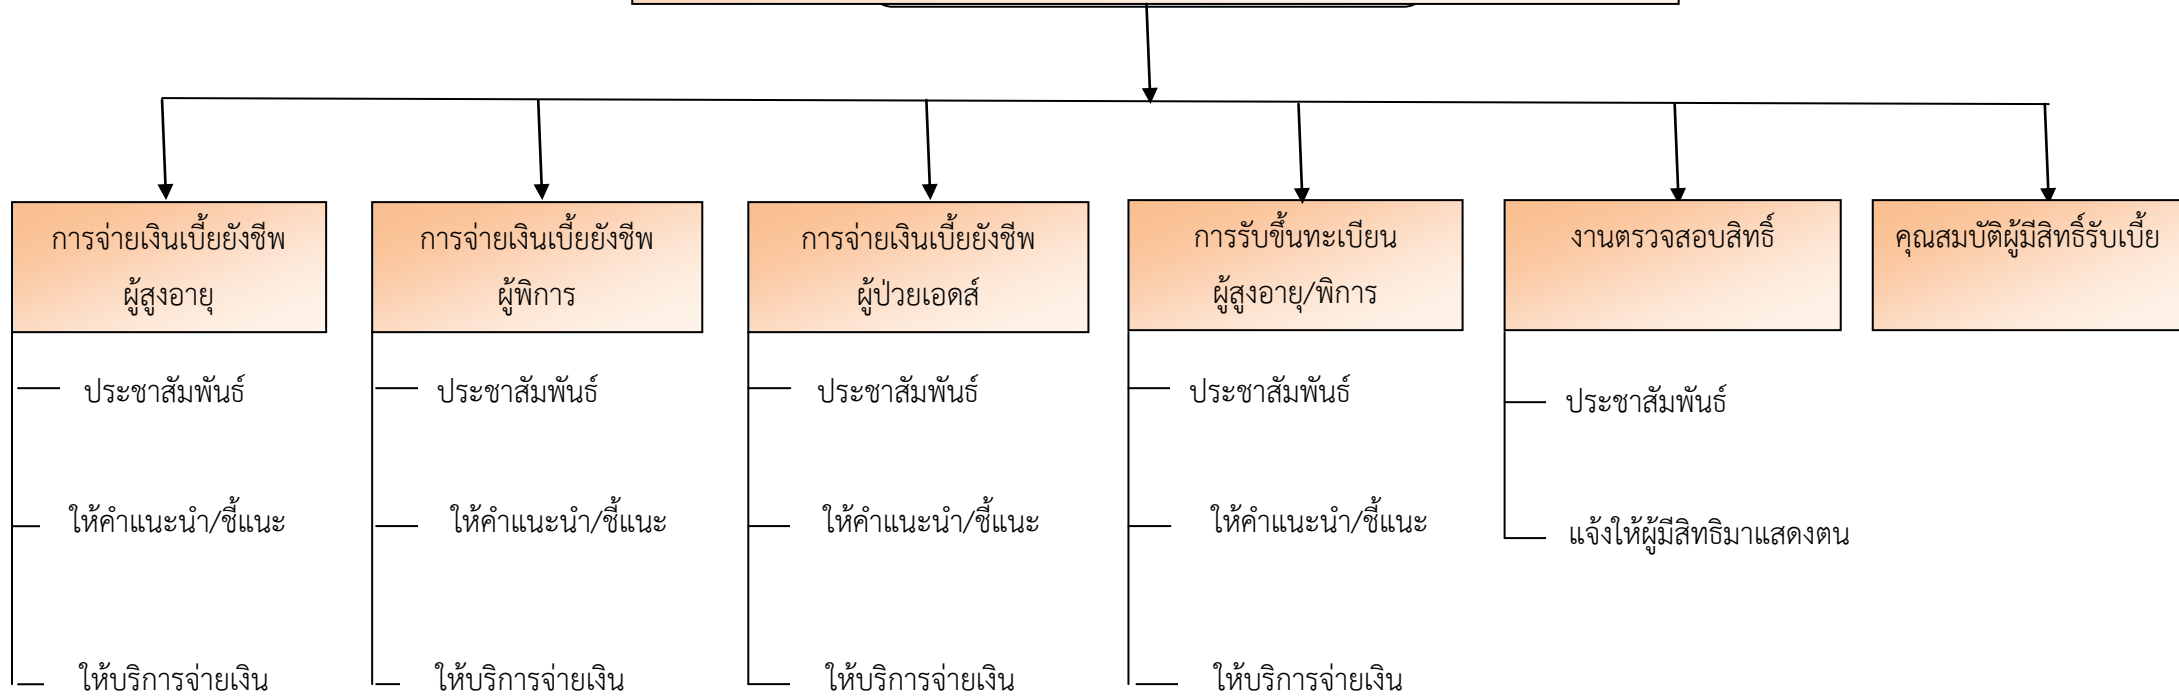 การจ่ายเงินเบี้ยยังชีพ
ผู้สูงอายุ
การจ่ายเงินเบี้ยยังชีพ
ผู้พิการ
การจ่ายเงินเบี้ยยังชีพ
ผู้ป่วยเอดส์
การรับขึ้นทะเบียน
ผู้สูงอายุ/พิการ
งานตรวจสอบสิทธิ์
คุณสมบัติผู้มีสิทธิ์รับเบี้ย
ประชาสัมพันธ์
ประชาสัมพันธ์
ประชาสัมพันธ์
ประชาสัมพันธ์
ประชาสัมพันธ์
ให้คำแนะนำ/ชี้แนะ
ให้คำแนะนำ/ชี้แนะ
ให้คำแนะนำ/ชี้แนะ
ให้คำแนะนำ/ชี้แนะ
แจ้งให้ผู้มีสิทธิมาแสดงตน
ให้บริการจ่ายเงิน
ให้บริการจ่ายเงิน
ให้บริการจ่ายเงิน
ให้บริการจ่ายเงิน